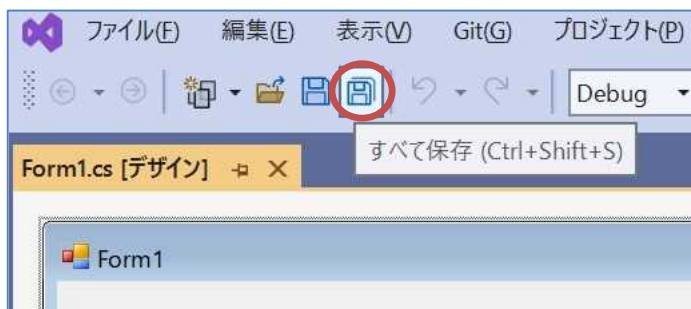 ファイル(F) 編集(E) 表示(V) Git(G) プロジェクト(P)
Debug
すべて保存 (Ctrl+Shift+S)
Form1.cs [デザイン]
Form1